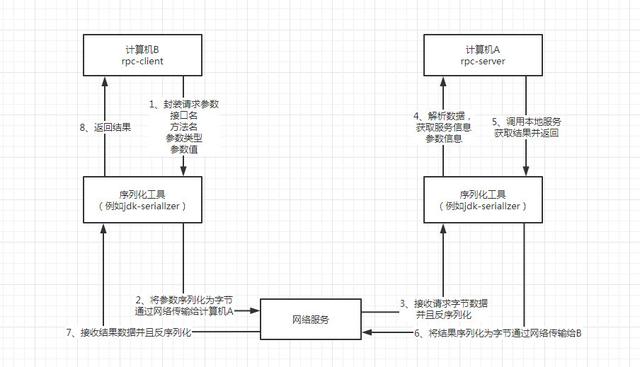 计算机B
rpc-client
计算机A
rpc-server
1、封装请求参数
接口名
方法名
参数类型
参数值
8、返回结果
4、解析数据，
获取服务信息
参数信息
5、调用本地服务
获取结果并返回
序列化工具
（例如jdk-serializer）
序列化工具
（例如jdk-serializer）
2、将参数序列化为字节
通过网络传输给计算机A
网络服务
3、接收请求字节数据
并且反序列化
7、接收结果数据并且反序列化
6、将结果序列化为字节通过网络传输给B